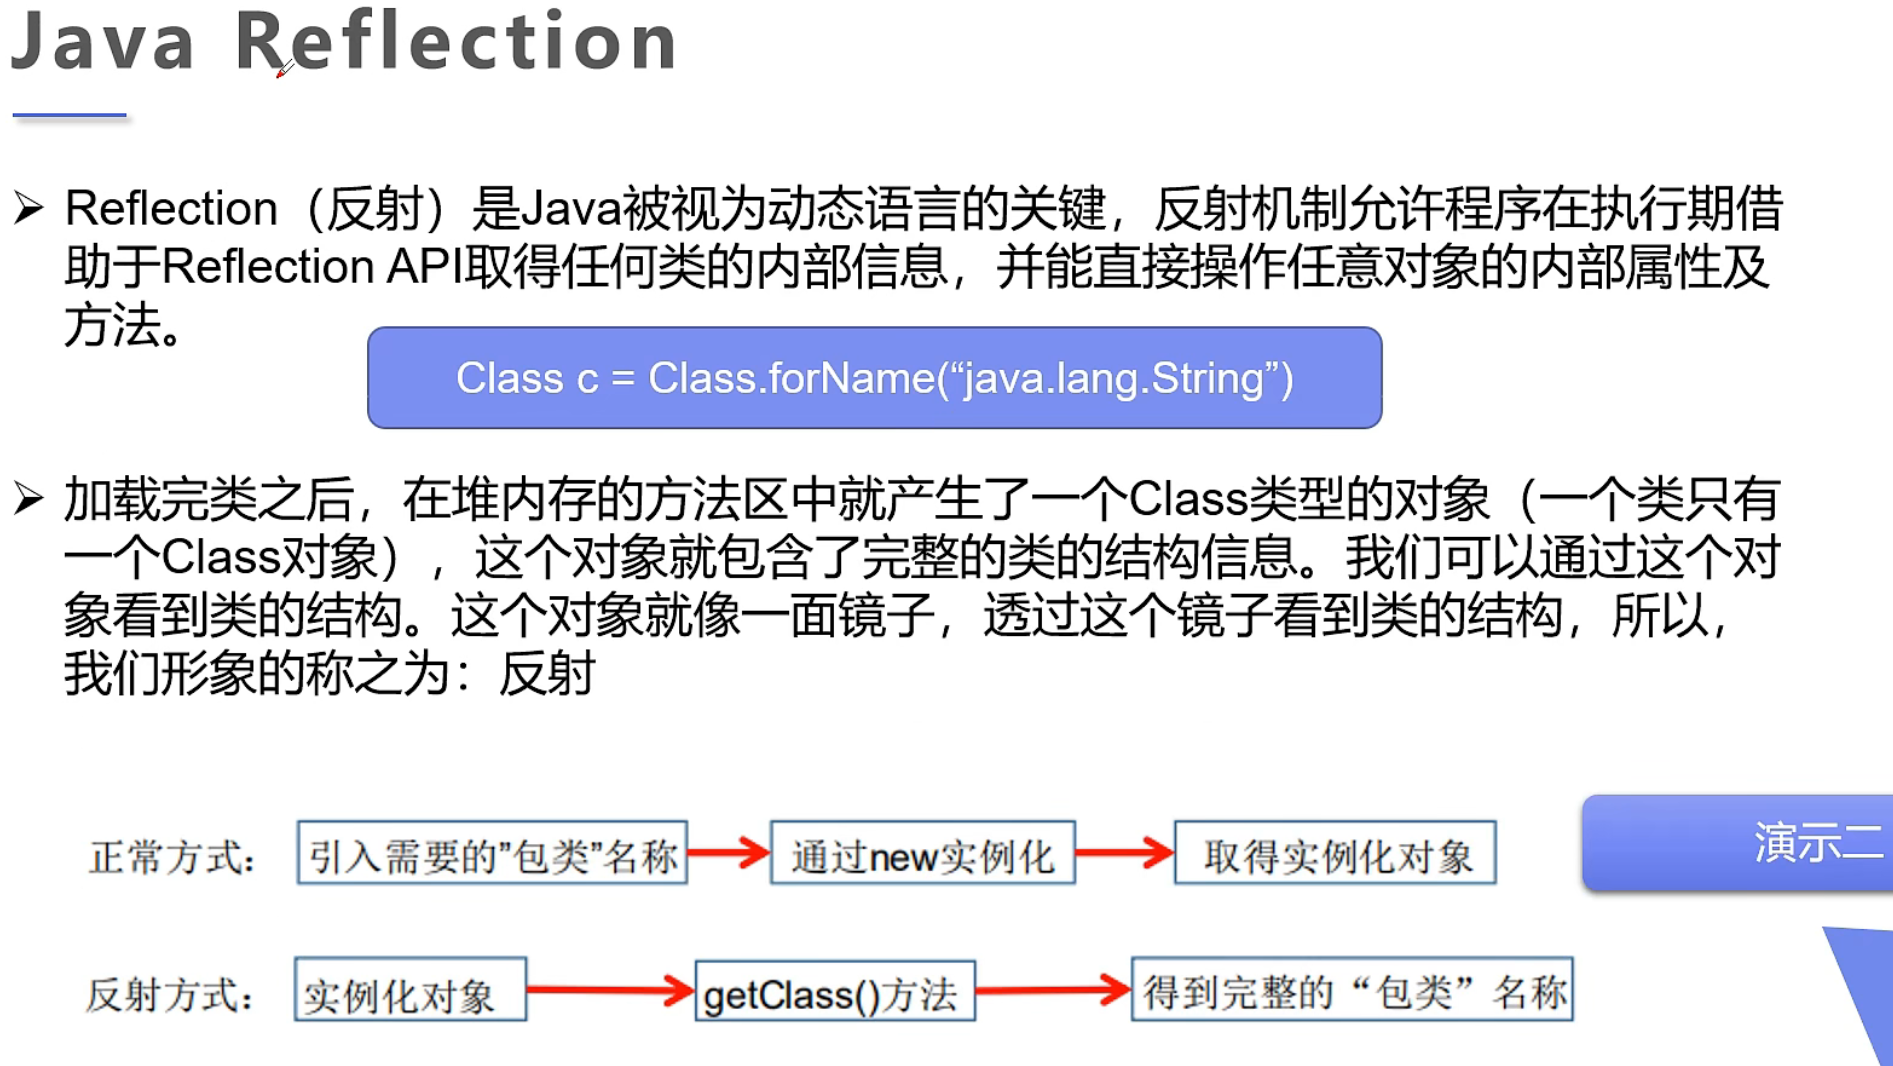 Java Reflection
Reflection（反射）是Java被视为动态语言的关键，反射机制允许程序在执行期借
助于Reflection API取得任何类的内部信息，并能直接操作任意对象的内部属性及
方法。
Class c = Class.forName(“java.lang.String”)
加载完类之后，在堆内存的方法区中就产生了一个Class类型的对象（一个类只有
一个Class对象），这个对象就包含了完整的类的结构信息。我们可以通过这个对
象看到类的结构。这个对象就像一面镜子，透过这个镜子看到类的结构，所以，
我们形象的称之为：反射
正常方式： 引入需要的”包类”名称 通过new实例化 取得实例化对象
演示二
反射方式： 实例化对象 getClass()方法 得到完整的“包类”名称